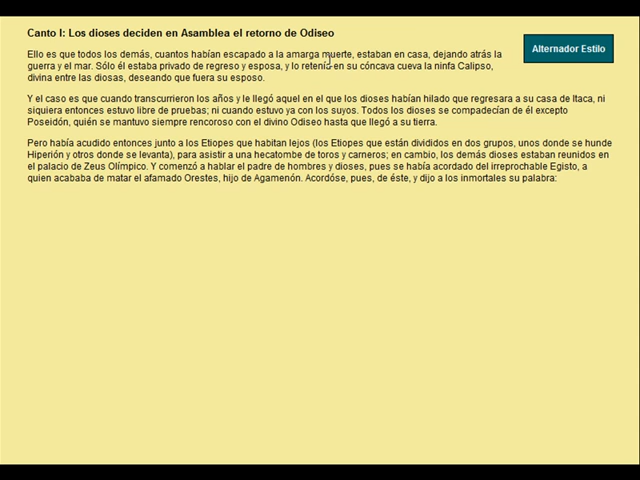 Canto I: Los dioses deciden en Asamblea el retorno de Odiseo
Alternador Estilo
Ello es que todos los demás, cuantos habían escapado a la amarga muerte, estaban en casa, dejando atrás la
guerra y el mar. Sólo él estaba privado de regreso y esposa, y lo retenía en su cóncava cueva la ninfa Calipso,
divina entre las diosas, deseando que fuera su esposo.
Y el caso es que cuando transcurrieron los años y le llegó aquel en el que los dioses habían hilado que regresara a su casa de Itaca, ni
siquiera entonces estuvo libre de pruebas; ni cuando estuvo ya con los suyos. Todos los dioses se compadecían de él excepto
Poseidón, quién se mantuvo siempre rencoroso con el divino Odiseo hasta que llegó a su tierra.
Pero había acudido entonces junto a los Etiopes que habitan lejos (los Etiopes que están divididos en dos grupos, unos donde se hunde
Hiperión y otros donde se levanta), para asistir a una hecatombe de toros y carneros; en cambio, los demás dioses estaban reunidos en
el palacio de Zeus Olímpico. Y comenzó a hablar el padre de hombres y dioses, pues se había acordado del irreprochable Egisto, a
quien acababa de matar el afamado Orestes, hijo de Agamenón. Acordóse, pues, de éste, y dijo a los inmortales su palabra: